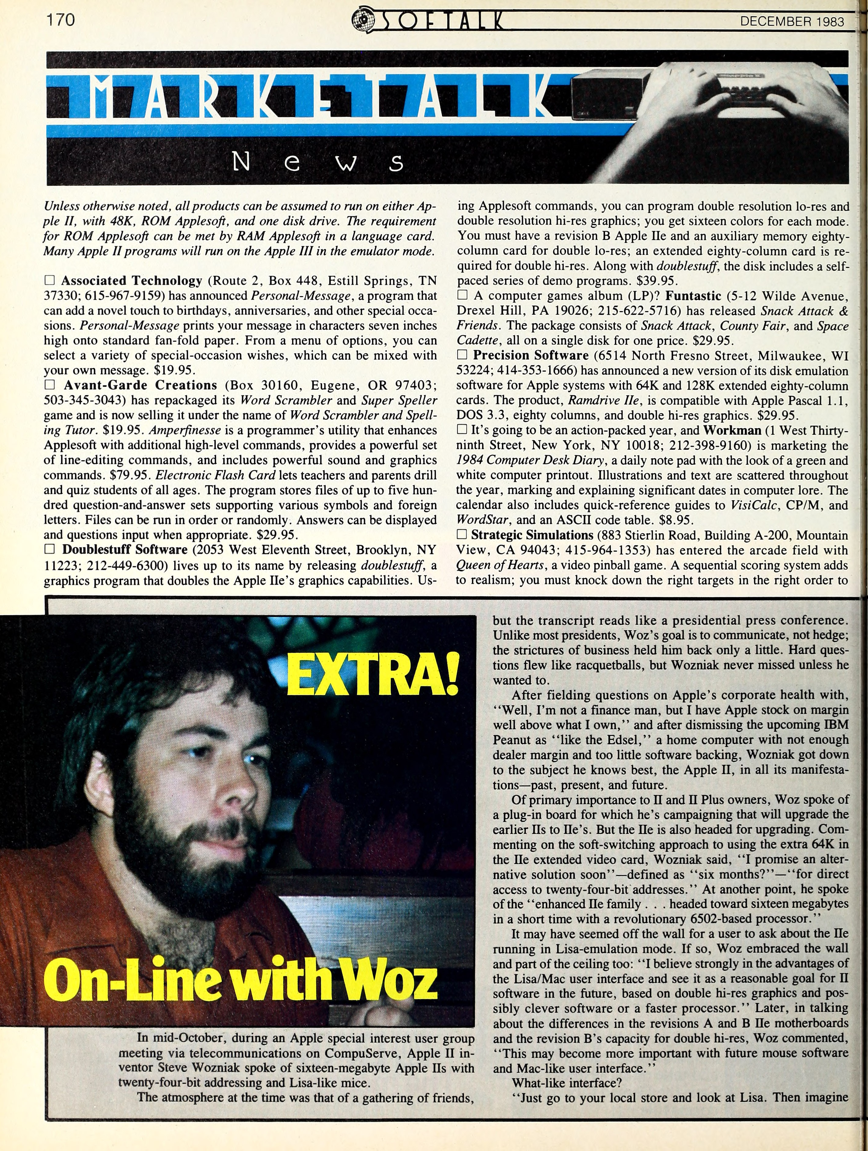 170
SOFTALK
DECEMBER 1983
MARKETALK
News
Unless otherwise noted, all products can be assumed to run on either Ap-
ple II, with 48K, ROM Applesoft, and one disk drive. The requirement
for ROM Applesoft can be met by RAM Applesoft in a language card.
Many Apple II programs will run on the Apple III in the emulator mode.
☐ Associated Technology (Route 2, Box 448, Estill Springs, TN
37330; 615-967-9159) has announced Personal-Message, a program that
can add a novel touch to birthdays, anniversaries, and other special occa-
sions. Personal-Message prints your message in characters seven inches
high onto standard fan-fold paper. From a menu of options, you can
select a variety of special-occasion wishes, which can be mixed with
your own message. $19.95.
☐ Avant-Garde Creations (Box 30160, Eugene, OR 97403;
503-345-3043) has repackaged its Word Scrambler and Super Speller
game and is now selling it under the name of Word Scrambler and Spell-
ing Tutor. $19.95. Amperfinesse is a programmer's utility that enhances
Applesoft with additional high-level commands, provides a powerful set
of line-editing commands, and includes powerful sound and graphics
commands. $79.95. Electronic Flash Card lets teachers and parents drill
and quiz students of all ages. The program stores files of up to five hun-
dred question-and-answer sets supporting various symbols and foreign
letters. Files can be run in order or randomly. Answers can be displayed
and questions input when appropriate. $29.95.
☐ Doublestuff Software (2053 West Eleventh Street, Brooklyn, NY
11223; 212-449-6300) lives up to its name by releasing doublestuff, a
graphics program that doubles the Apple IIe's graphics capabilities. Us-
ing Applesoft commands, you can program double resolution lo-res and
double resolution hi-res graphics; you get sixteen colors for each mode.
You must have a revision B Apple IIe and an auxiliary memory eighty-
column card for double lo-res; an extended eighty-column card is re-
quired for double hi-res. Along with doublestuff, the disk includes a self-
paced series of demo programs. $39.95.
☐ A computer games album (LP)? Funtastic (5-12 Wilde Avenue,
Drexel Hill, PA 19026; 215-622-5716) has released Snack Attack &
Friends. The package consists of Snack Attack, County Fair, and Space
Cadette, all on a single disk for one price. $29.95.
☐ Precision Software (6514 North Fresno Street, Milwaukee, WI
53224; 414-353-1666) has announced a new version of its disk emulation
software for Apple systems with 64K and 128K extended eighty-column
cards. The product, Ramdrive IIe, is compatible with Apple Pascal 1.1,
DOS 3.3, eighty columns, and double hi-res graphics. $29.95.
☐ It's going to be an action-packed year, and Workman (1 West Thirty-
ninth Street, New York, NY 10018; 212-398-9160) is marketing the
1984 Computer Desk Diary, a daily note pad with the look of a green and
white computer printout. Illustrations and text are scattered throughout
the year, marking and explaining significant dates in computer lore. The
calendar also includes quick-reference guides to VisiCalc, CP/M, and
WordStar, and an ASCII code table. $8.95.
☐ Strategic Simulations (883 Stierlin Road, Building A-200, Mountain
View, CA 94043; 415-964-1353) has entered the arcade field with
Queen of Hearts, a video pinball game. A sequential scoring system adds
to realism; you must knock down the right targets in the right order to
EXTRA!
On-Line with Woz
In mid-October, during an Apple special interest user group
meeting via telecommunications on CompuServe, Apple II in-
ventor Steve Wozniak spoke of sixteen-megabyte Apple IIs with
twenty-four-bit addressing and Lisa-like mice.
The atmosphere at the time was that of a gathering of friends,
but the transcript reads like a presidential press conference.
Unlike most presidents, Woz's goal is to communicate, not hedge;
the strictures of business held him back only a little. Hard ques-
tions flew like racquetballs, but Wozniak never missed unless he
wanted to.
After fielding questions on Apple's corporate health with,
"Well, I'm not a finance man, but I have Apple stock on margin
well above what I own," and after dismissing the upcoming IBM
Peanut as "like the Edsel," a home computer with not enough
dealer margin and too little software backing, Wozniak got down
to the subject he knows best, the Apple II, in all its manifesta-
tions—past, present, and future.
Of primary importance to II and II Plus owners, Woz spoke of
a plug-in board for which he's campaigning that will upgrade the
earlier IIs to IIe's. But the IIe is also headed for upgrading. Com-
menting on the soft-switching approach to using the extra 64K in
the IIe extended video card, Wozniak said, "I promise an alter-
native solution soon"—defined as "six months?"—"for direct
access to twenty-four-bit addresses." At another point, he spoke
of the "enhanced IIe family . . . headed toward sixteen megabytes
in a short time with a revolutionary 6502-based processor."
It may have seemed off the wall for a user to ask about the IIe
running in Lisa-emulation mode. If so, Woz embraced the wall
and part of the ceiling too: "I believe strongly in the advantages of
the Lisa/Mac user interface and see it as a reasonable goal for II
software in the future, based on double hi-res graphics and pos-
sibly clever software or a faster processor." Later, in talking
about the differences in the revisions A and B IIe motherboards
and the revision B's capacity for double hi-res, Woz commented,
"This may become more important with future mouse software
and Mac-like user interface."
What-like interface?
"Just go to your local store and look at Lisa. Then imagine